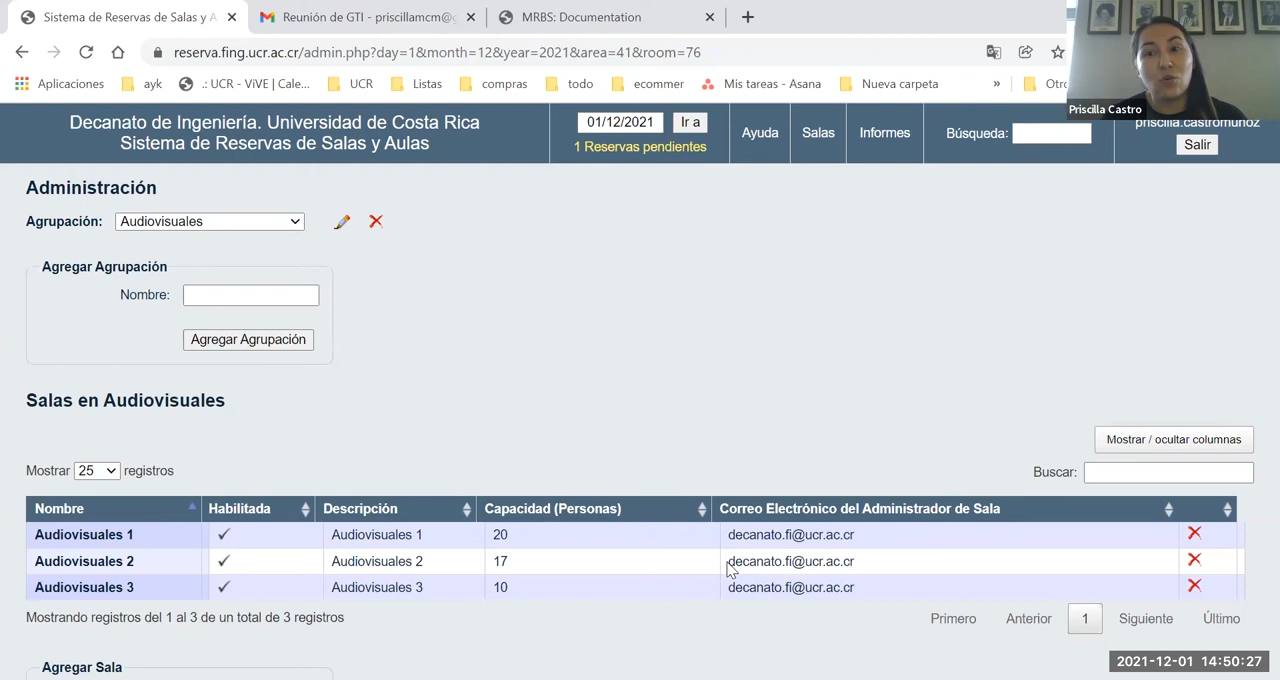 Sistema de Reservas de Salas y A
Reunión de GTI - priscillamcm@g
MRBS: Documentation
reserva.fing.ucr.ac.cr/admin.php?day=1&month=12&year=2021&area=41&room=76
Aplicaciones
ayk
.: UCR - ViVE | Cale...
UCR
Listas
compras
todo
ecommer
Mis tareas - Asana
Nueva carpeta
»
Otro
Priscilla Castro
Decanato de Ingeniería. Universidad de Costa Rica
Sistema de Reservas de Salas y Aulas
01/12/2021 Ir a
1 Reservas pendientes
Ayuda
Salas
Informes
Búsqueda:
priscilla.castromunoz
Salir
Administración
Agrupación: Audiovisuales
Agregar Agrupación
Nombre:
Agregar Agrupación
Salas en Audiovisuales
Mostrar / ocultar columnas
Mostrar 25 registros
Buscar:
Nombre Habilitada Descripción Capacidad (Personas) Correo Electrónico del Administrador de Sala
Audiovisuales 1 ✓ Audiovisuales 1 20 decanato.fi@ucr.ac.cr
Audiovisuales 2 ✓ Audiovisuales 2 17 decanato.fi@ucr.ac.cr
Audiovisuales 3 ✓ Audiovisuales 3 10 decanato.fi@ucr.ac.cr
Mostrando registros del 1 al 3 de un total de 3 registros
Primero Anterior 1 Siguiente Último
Agregar Sala
2021-12-01 14:50:27